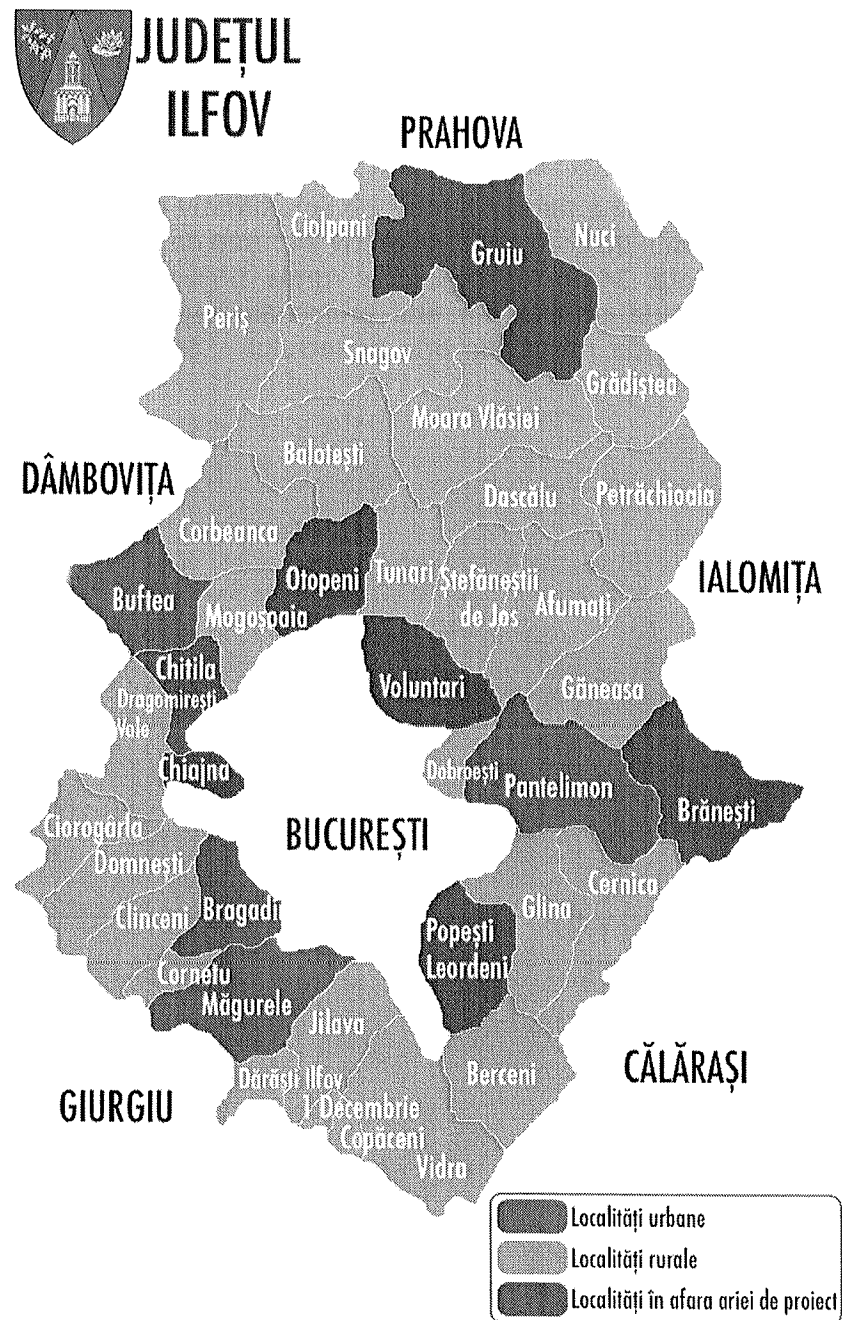 JUDEȚUL
ILFOV
PRAHOVA
Ciolpani
Gruiu
Nuci
Periș
Snagov
Grădiștea
Moara Vlăsiei
Balotești
DÂMBOVIȚA
Dascălu
Petrăchioaia
Corbeanca
Otopeni
Tunari
Ștefăneștii
de Jos
Afumați
IALOMIȚA
Buftea
Mogoșoaia
Chitila
Voluntari
Găneasa
Dragomirești
Vale
Chiajna
Dobroești
Pantelimon
Brănești
Ciorogârla
BUCUREȘTI
Domnești
Cernica
Clinceni
Bragadir
Glina
Popești
Leordeni
Cornetu
Măgurele
Jilava
GIURGIU
Dărăști Ilfov
Berceni
CĂLĂRAȘI
1 Decembrie
Copăceni
Vidra
Localități urbane
Localități rurale
Localități în afara ariei de proiect